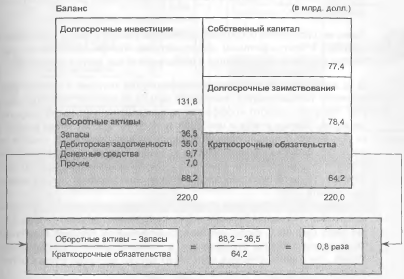 Баланс (в млрд. долл.)
Долгосрочные инвестиции
131,8
Собственный капитал
77,4
Долгосрочные заимствования
78,4
Оборотные активы
Запасы 36,5
Дебиторская задолженность 35,0
Денежные средства 9,7
Прочие 7,0
88,2
Краткосрочные обязательства
64,2
220,0 220,0
Оборотные активы – Запасы
Краткосрочные обязательства
=
88,2 – 36,5
64,2
=
0,8 раза